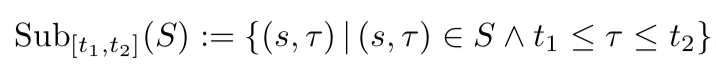 Sub_{[t_1,t_2]}(S) := {(s, τ) | (s, τ) ∈ S ∧ t_1 ≤ τ ≤ t_2}